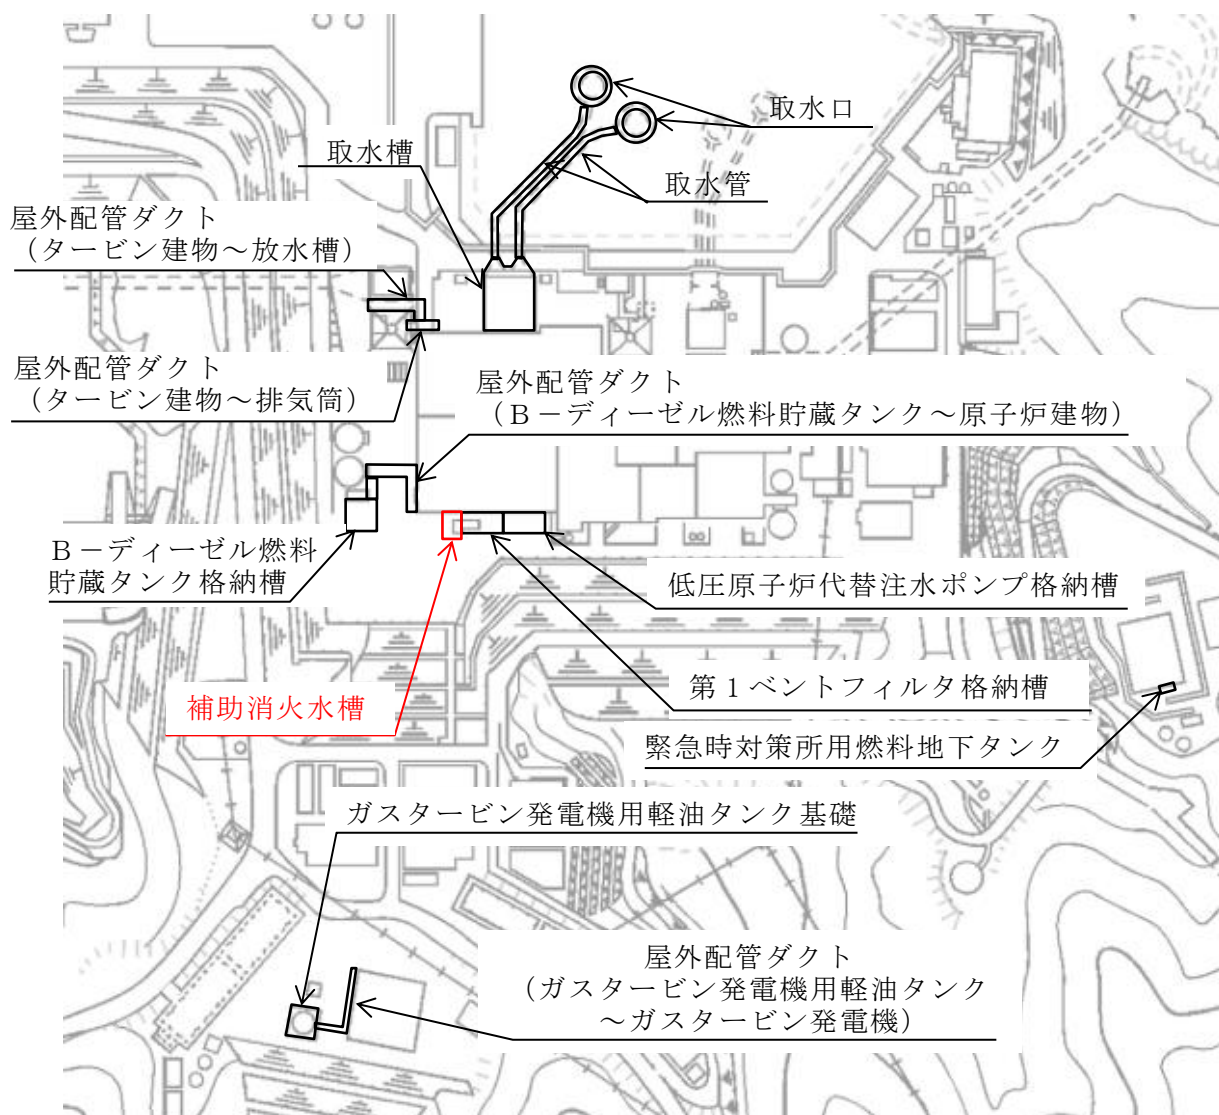 取水口
取水槽
取水管
屋外配管ダクト
（タービン建物～放水槽）
屋外配管ダクト
（タービン建物～排気筒）
屋外配管ダクト
（Ｂ－ディーゼル燃料貯蔵タンク～原子炉建物）
Ｂ－ディーゼル燃料
貯蔵タンク格納槽
低圧原子炉代替注水ポンプ格納槽
第１ベントフィルタ格納槽
補助消火水槽
緊急時対策所用燃料地下タンク
ガスタービン発電機用軽油タンク基礎
屋外配管ダクト
（ガスタービン発電機用軽油タンク
～ガスタービン発電機）